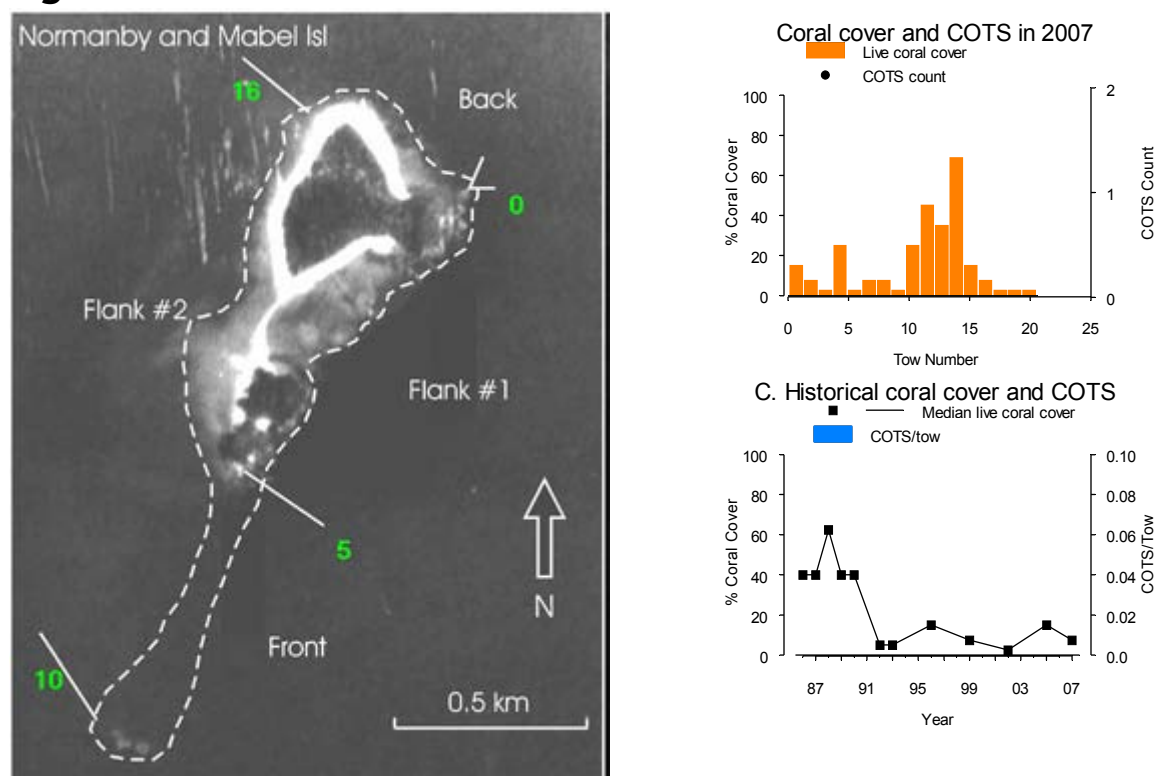 Normanby and Mabel Isl
16
Back
0
Flank #2
Flank #1
5
N
Front
10
0.5 km
Coral cover and COTS in 2007
Live coral cover
COTS count
100
80
60
40
20
0
% Coral Cover
2
1
0
COTS Count
0 5 10 15 20 25
Tow Number
C. Historical coral cover and COTS
Median live coral cover
COTS/tow
100
80
60
40
20
0
% Coral Cover
0.10
0.08
0.06
0.04
0.02
0.0
COTS/Tow
87 91 95 99 03 07
Year